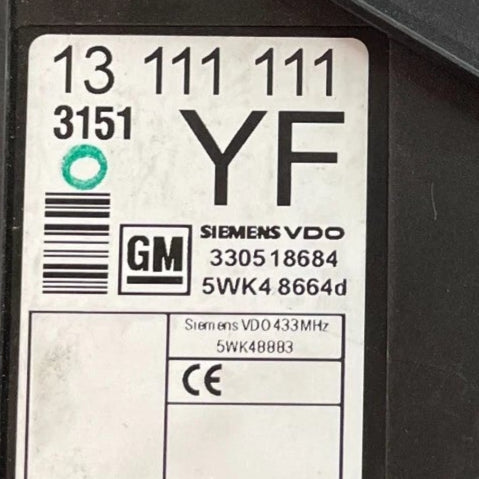 13 111 111
3151
YF
GM
SIEMENS VDO
330518684
5WK4 8664d
Siemens VDO 433MHz
5WK48883
CE